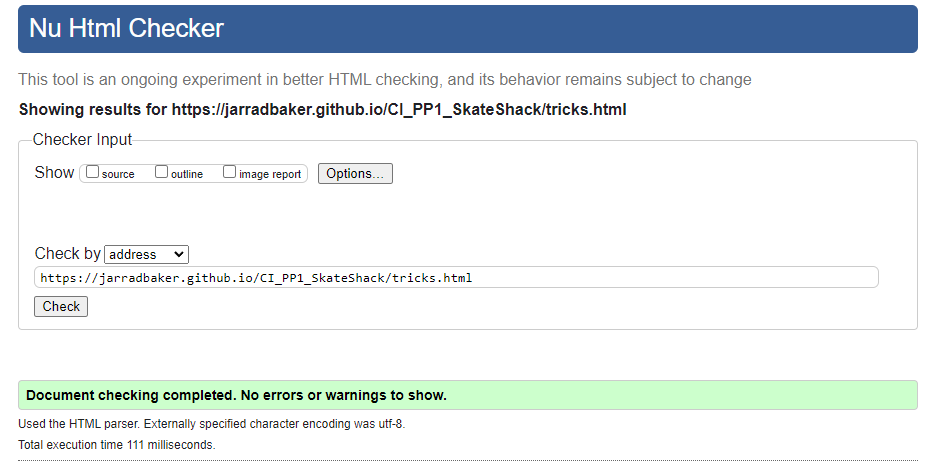 Nu Html Checker
This tool is an ongoing experiment in better HTML checking, and its behavior remains subject to change
Showing results for https://jarradbaker.github.io/CI_PP1_SkateShack/tricks.html
Checker Input
Show source outline image report Options...
Check by address
https://jarradbaker.github.io/CI_PP1_SkateShack/tricks.html
Check
Document checking completed. No errors or warnings to show.
Used the HTML parser. Externally specified character encoding was utf-8.
Total execution time 111 milliseconds.